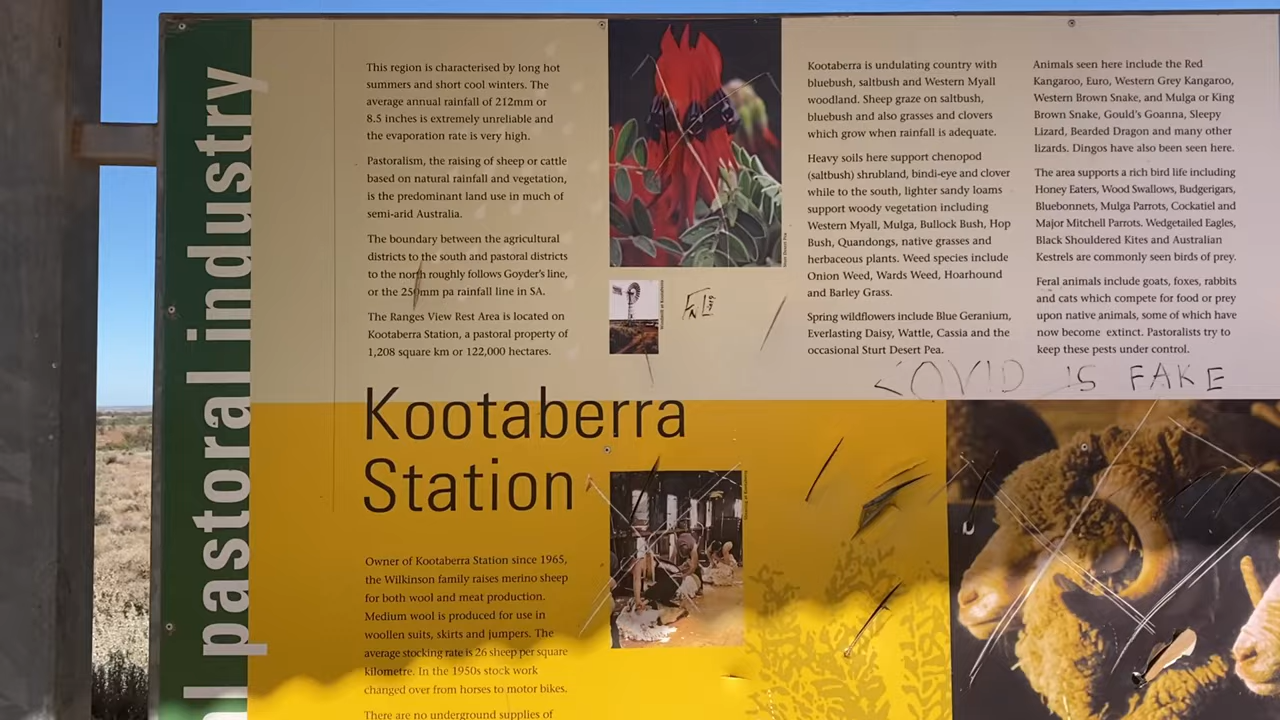 pastoral industry
This region is characterised by long hot
summers and short cool winters. The
average annual rainfall of 212mm or
8.5 inches is extremely unreliable and
the evaporation rate is very high.
Pastoralism, the raising of sheep or cattle
based on natural rainfall and vegetation,
is the predominant land use in much of
semi-arid Australia.
The boundary between the agricultural
districts to the south and pastoral districts
to the north roughly follows Goyder's line,
or the 250mm pa rainfall line in SA.
The Ranges View Rest Area is located on
Kootaberra Station, a pastoral property of
1,208 square km or 122,000 hectares.
Kootaberra is undulating country with
bluebush, saltbush and Western Myall
woodland. Sheep graze on saltbush,
bluebush and also grasses and clovers
which grow when rainfall is adequate.
Heavy soils here support chenopod
(saltbush) shrubland, bindi-eye and clover
while to the south, lighter sandy loams
support woody vegetation including
Western Myall, Mulga, Bullock Bush, Hop
Bush, Quandongs, native grasses and
herbaceous plants. Weed species include
Onion Weed, Wards Weed, Hoarhound
and Barley Grass.
Spring wildflowers include Blue Geranium,
Everlasting Daisy, Wattle, Cassia and the
occasional Sturt Desert Pea.
Animals seen here include the Red
Kangaroo, Euro, Western Grey Kangaroo,
Western Brown Snake, and Mulga or King
Brown Snake, Gould's Goanna, Sleepy
Lizard, Bearded Dragon and many other
lizards. Dingos have also been seen here.
The area supports a rich bird life including
Honey Eaters, Wood Swallows, Budgerigars,
Bluebonnets, Mulga Parrots, Cockatiel and
Major Mitchell Parrots. Wedgetailed Eagles,
Black Shouldered Kites and Australian
Kestrels are commonly seen birds of prey.
Feral animals include goats, foxes, rabbits
and cats which compete for food or prey
upon native animals, some of which have
now become extinct. Pastoralists try to
keep these pests under control.
COVID IS FAKE
Kootaberra
Station
Owner of Kootaberra Station since 1965,
the Wilkinson family raises merino sheep
for both wool and meat production.
Medium wool is produced for use in
woollen suits, skirts and jumpers. The
average stocking rate is 26 sheep per square
kilometre. In the 1950s stock work
changed over from horses to motor bikes.
There are no underground supplies of